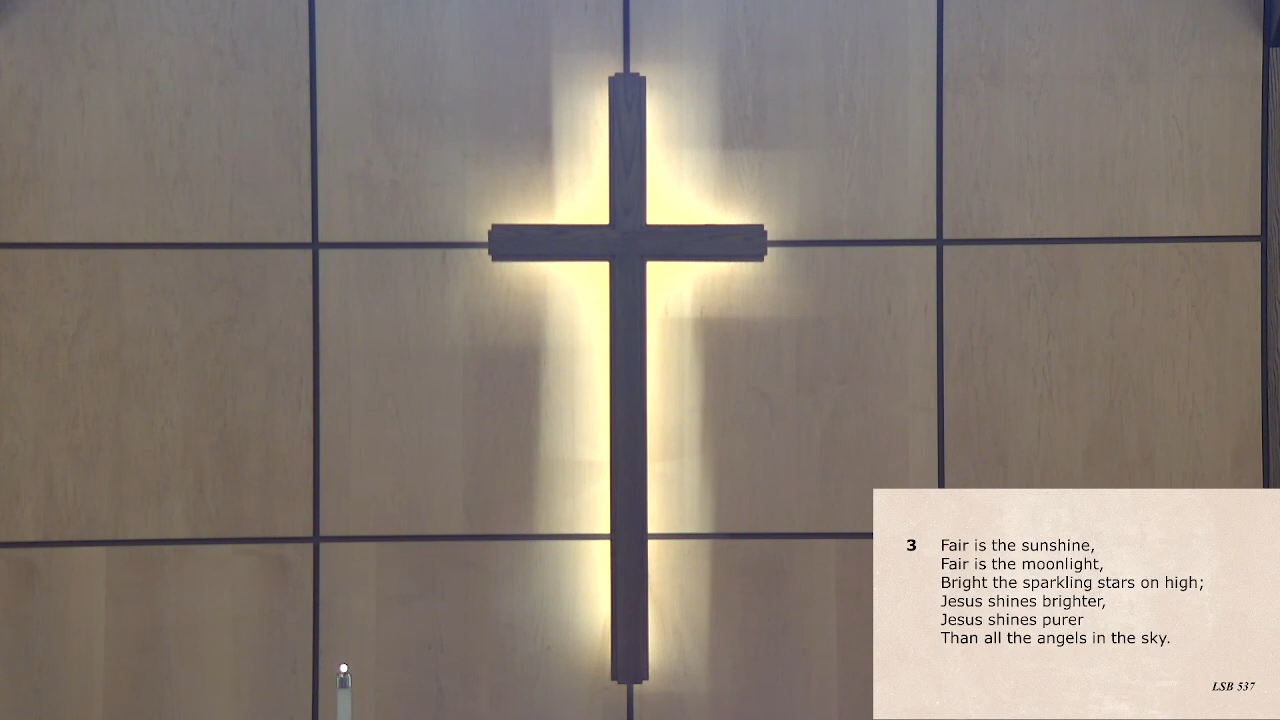 3 Fair is the sunshine,
Fair is the moonlight,
Bright the sparkling stars on high;
Jesus shines brighter,
Jesus shines purer
Than all the angels in the sky.
LSB 537